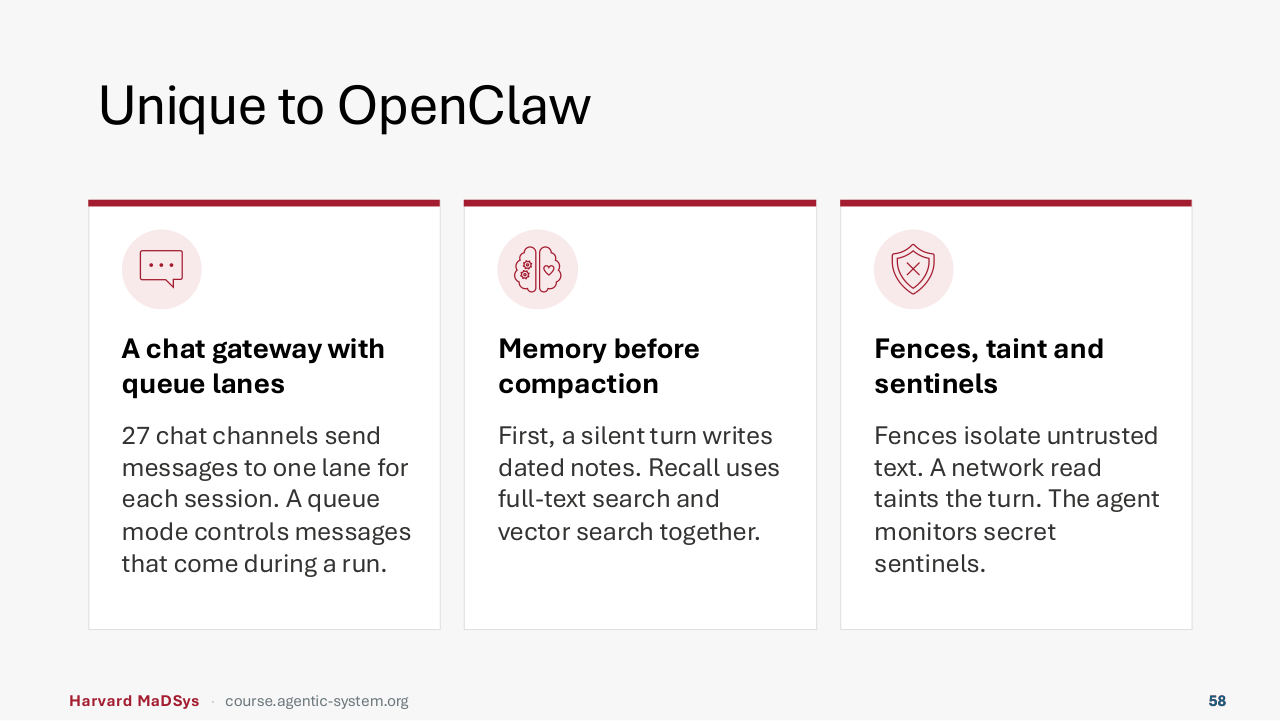 Unique to OpenClaw
A chat gateway with
queue lanes
27 chat channels send
messages to one lane for
each session. A queue
mode controls messages
that come during a run.
Memory before
compaction
First, a silent turn writes
dated notes. Recall uses
full-text search and
vector search together.
Fences, taint and
sentinels
Fences isolate untrusted
text. A network read
taints the turn. The agent
monitors secret
sentinels.
Harvard MaDSys · course.agentic-system.org
58